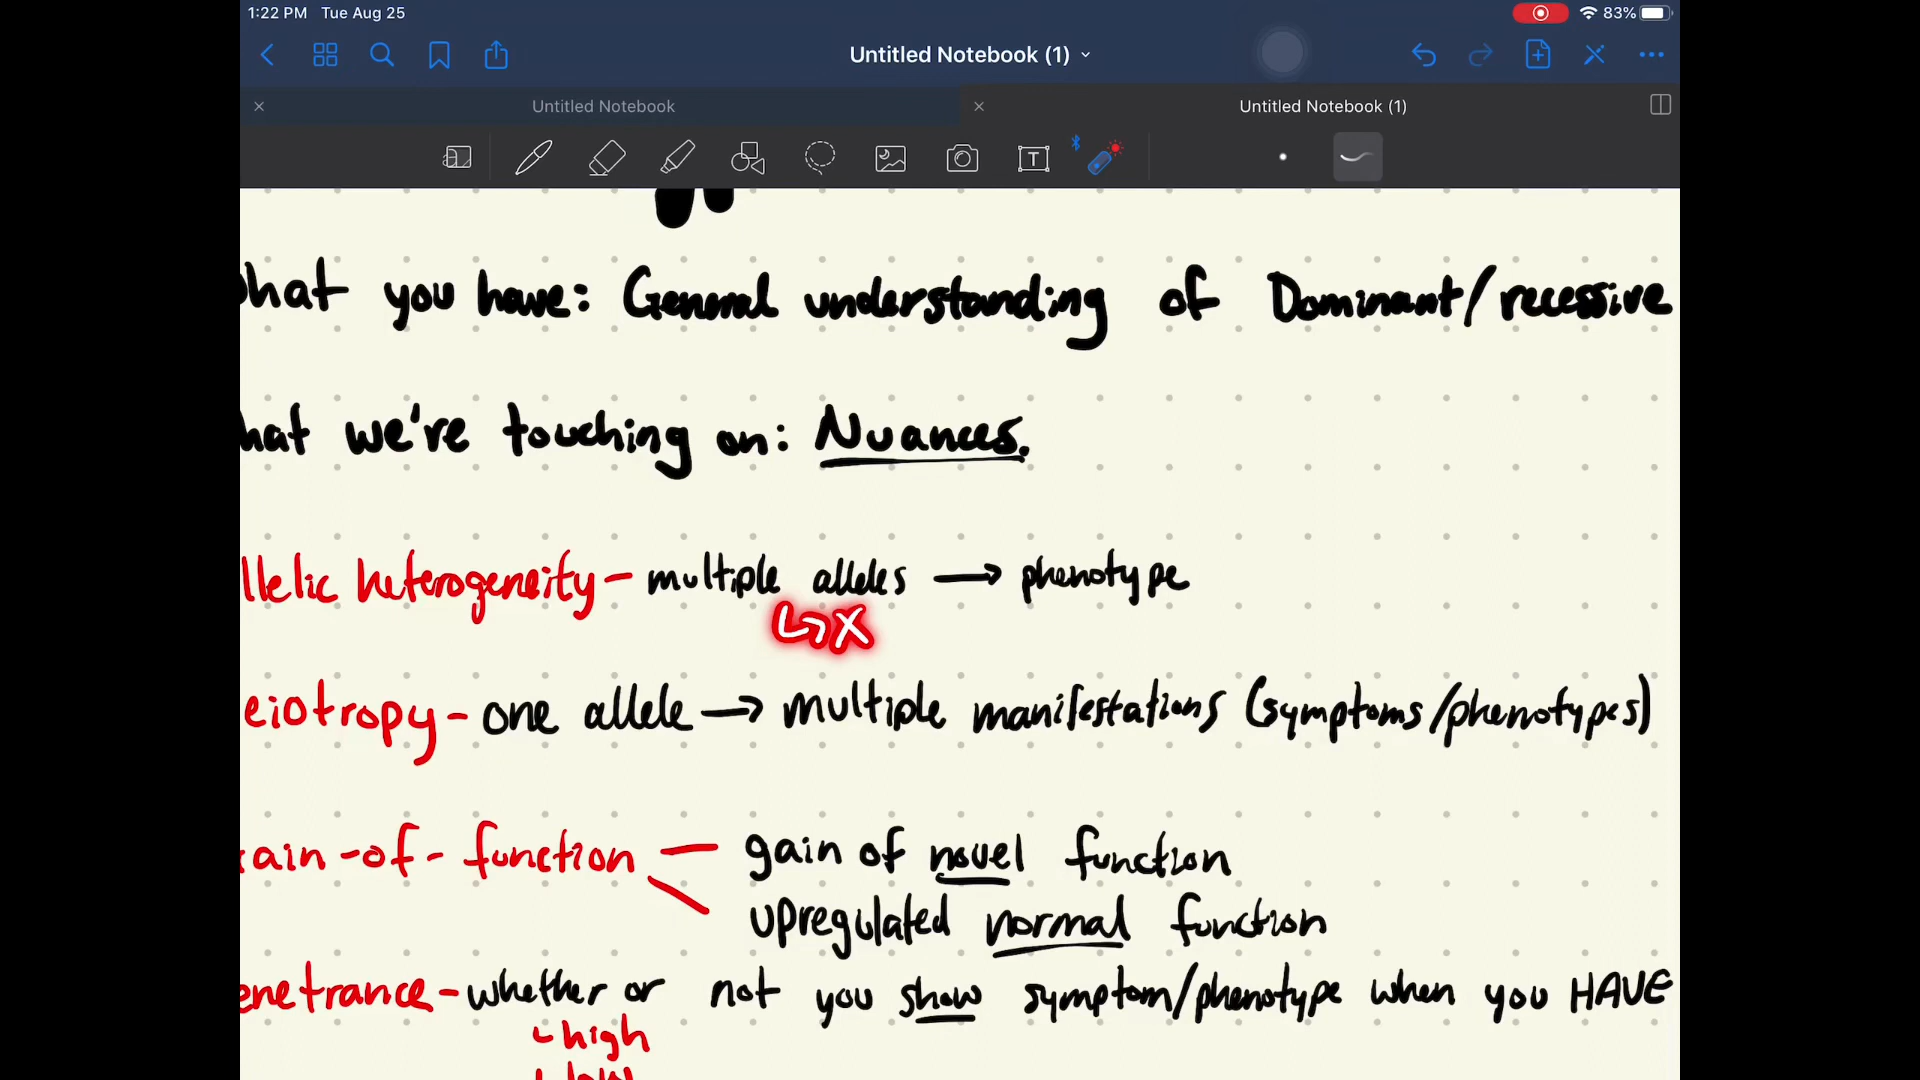 1:22 PM Tue Aug 25 83%
Untitled Notebook (1)
Untitled Notebook Untitled Notebook (1)
T
hat you have: General understanding of Dominant/recessive
hat we're touching on: Nuances.
llelic heterogeneity - multiple alleles → phenotype
↳ X
eiotropy - one allele → multiple manifestations (symptoms/phenotypes)
ain-of-function — gain of novel function
upregulated normal function
enetrance - whether or not you show symptom/phenotype when you HAVE
high
low